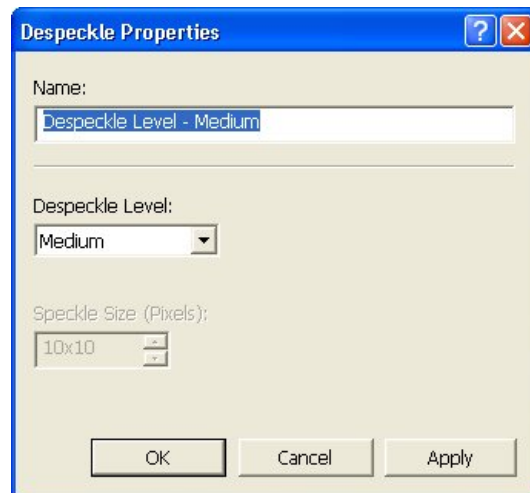 Despeckle Properties
Name:
Despeckle Level - Medium
Despeckle Level:
Medium
Speckle Size (Pixels):
10x10
OK Cancel Apply